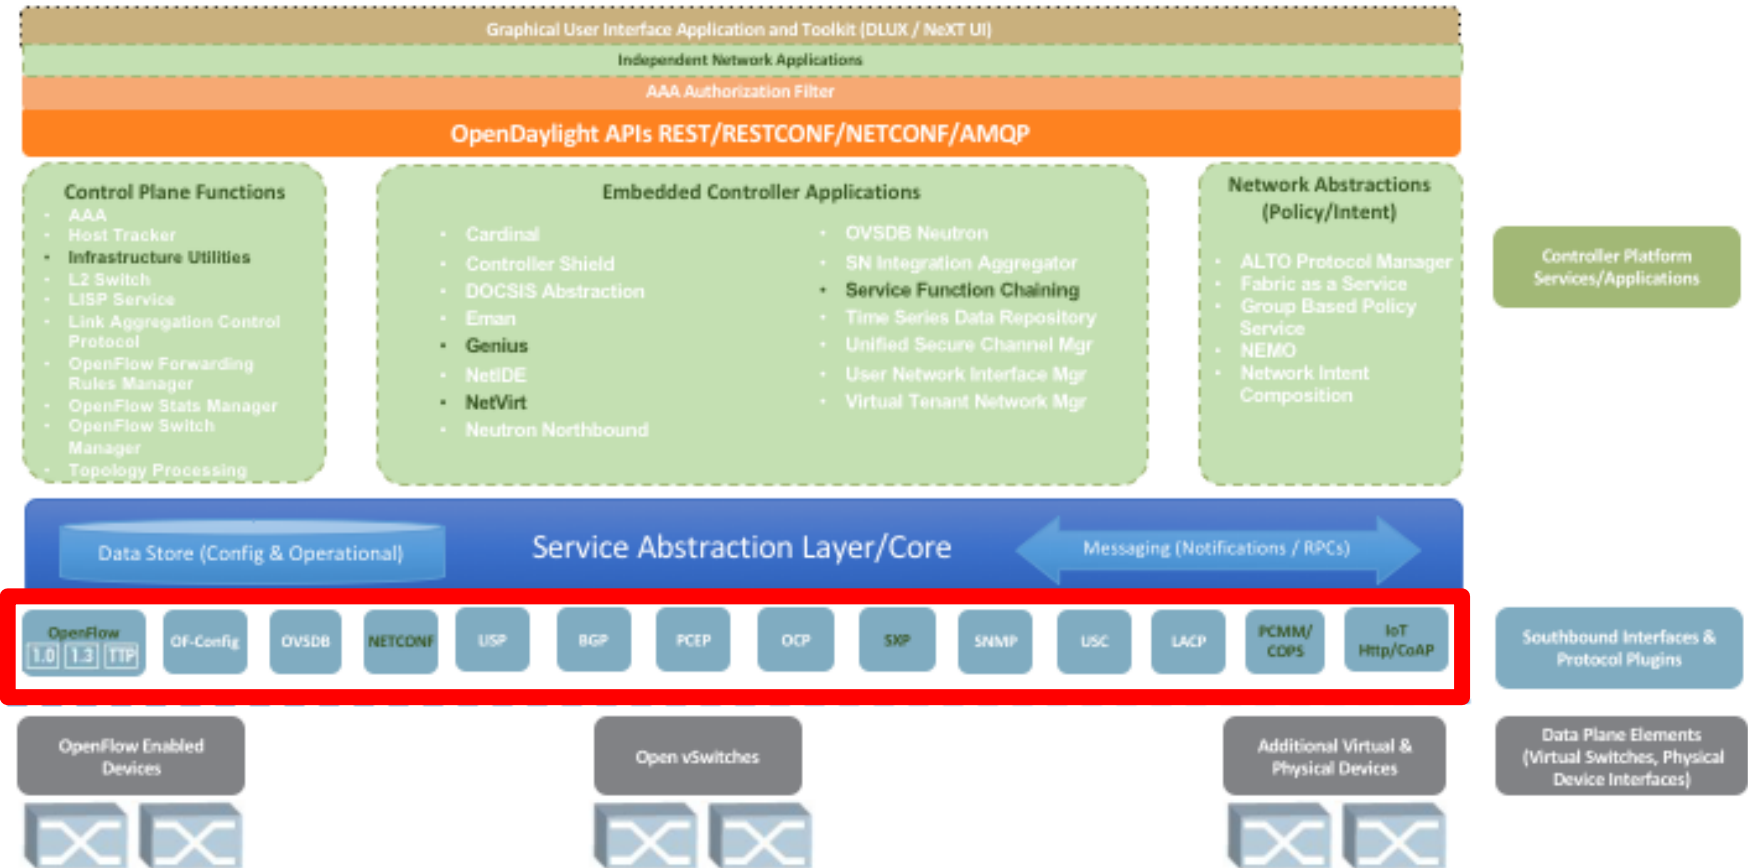 Graphical User Interface Application and Toolkit (DLUX / NeXT UI)
Independent Network Applications
AAA Authorization Filter
OpenDaylight APIs REST/RESTCONF/NETCONF/AMQP
Control Plane Functions
• AAA
• Host Tracker
• Infrastructure Utilities
• L2 Switch
• LISP Service
• Link Aggregation Control
Protocol
• OpenFlow Forwarding
Rules Manager
• OpenFlow Stats Manager
• OpenFlow Switch
Manager
• Topology Processing
Embedded Controller Applications
• Cardinal
• Controller Shield
• DOCSIS Abstraction
• Eman
• Genius
• NetIDE
• NetVirt
• Neutron Northbound
• OVSDB Neutron
• SN Integration Aggregator
• Service Function Chaining
• Time Series Data Repository
• Unified Secure Channel Mgr
• User Network Interface Mgr
• Virtual Tenant Network Mgr
Network Abstractions
(Policy/Intent)
• ALTO Protocol Manager
• Fabric as a Service
• Group Based Policy
Service
• NEMO
• Network Intent
Composition
Controller Platform
Services/Applications
Data Store (Config & Operational)
Service Abstraction Layer/Core
Messaging (Notifications / RPCs)
OpenFlow
1.0 1.3 TTP
OF-Config
OVSDB
NETCONF
LISP
BGP
PCEP
OCP
SXP
SNMP
USC
LACP
PCMM/
COPS
IoT
Http/CoAP
Southbound Interfaces &
Protocol Plugins
OpenFlow Enabled
Devices
Open vSwitches
Additional Virtual &
Physical Devices
Data Plane Elements
(Virtual Switches, Physical
Device Interfaces)